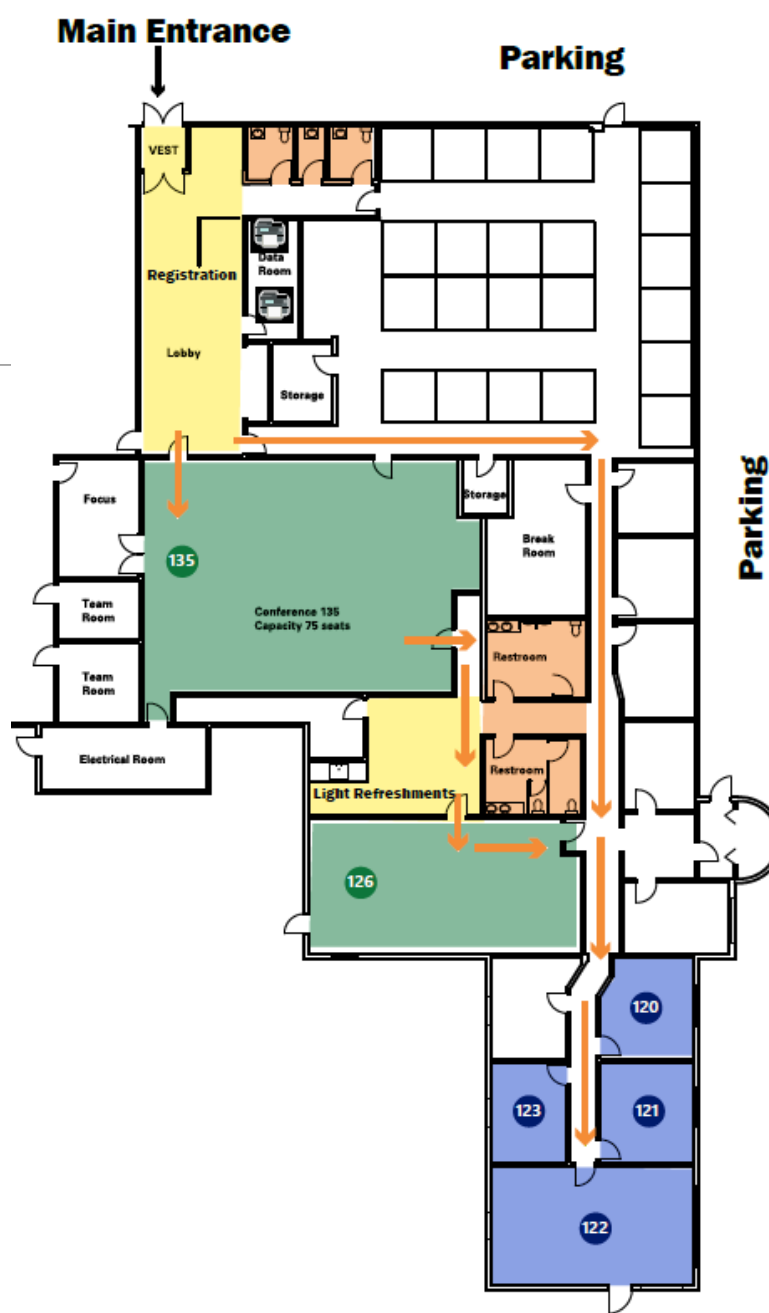 Main Entrance
Parking
VEST
Data
Room
Registration
Lobby
Storage
Focus
Storage
Parking
Break
Room
135
Team
Room
Conference 135
Capacity 75 seats
Restroom
Team
Room
Electrical Room
Restroom
Light Refreshments
126
120
123
121
122